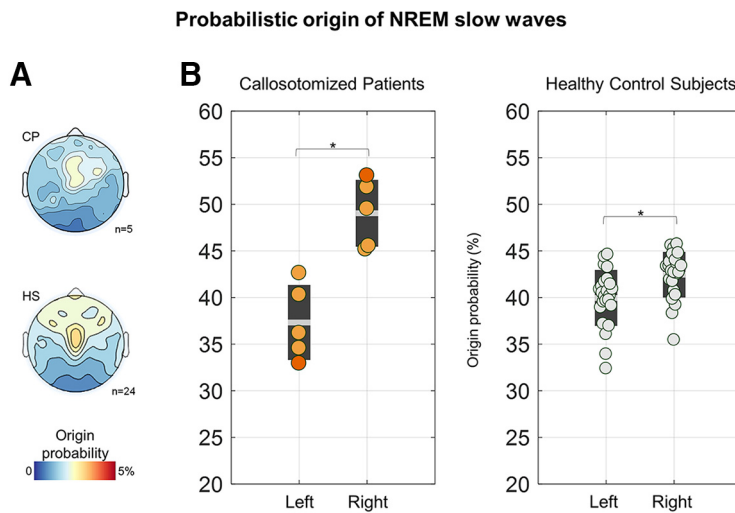 Probabilistic origin of NREM slow waves
A
CP
n=5
HS
n=24
Origin
probability
0 5%
B
Callosotomized Patients
60
55
50
45
40
35
30
25
20
*
Left Right
Healthy Control Subjects
Origin probability (%)
60
55
50
45
40
35
30
25
20
*
Left Right